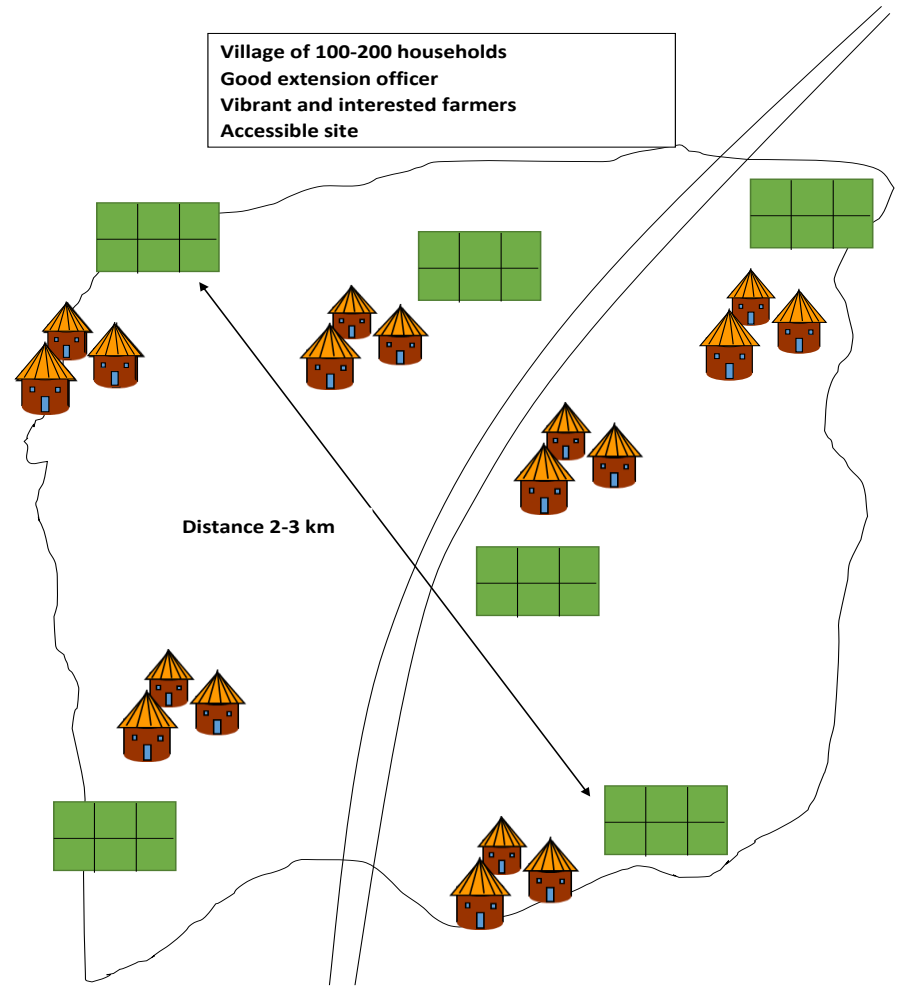 Village of 100-200 households
Good extension officer
Vibrant and interested farmers
Accessible site
Distance 2-3 km